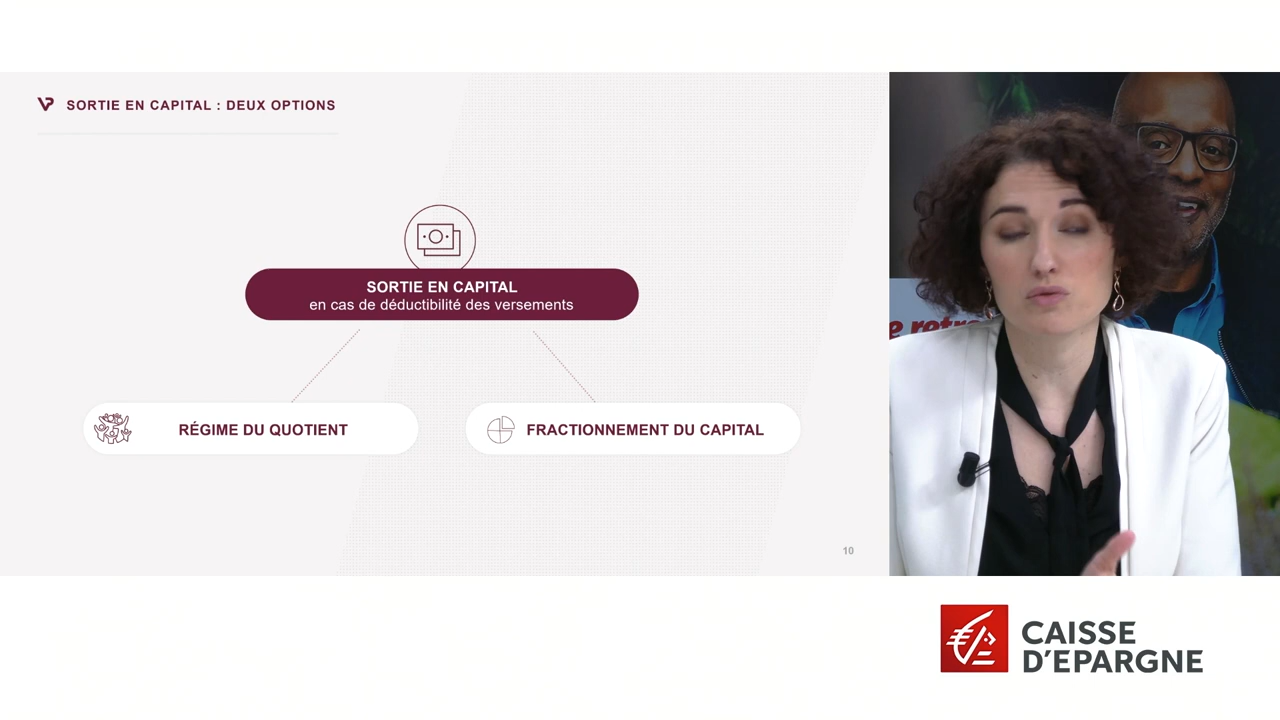 SORTIE EN CAPITAL : DEUX OPTIONS
SORTIE EN CAPITAL
en cas de déductibilité des versements
RÉGIME DU QUOTIENT
FRACTIONNEMENT DU CAPITAL
10
CAISSE
D'EPARGNE